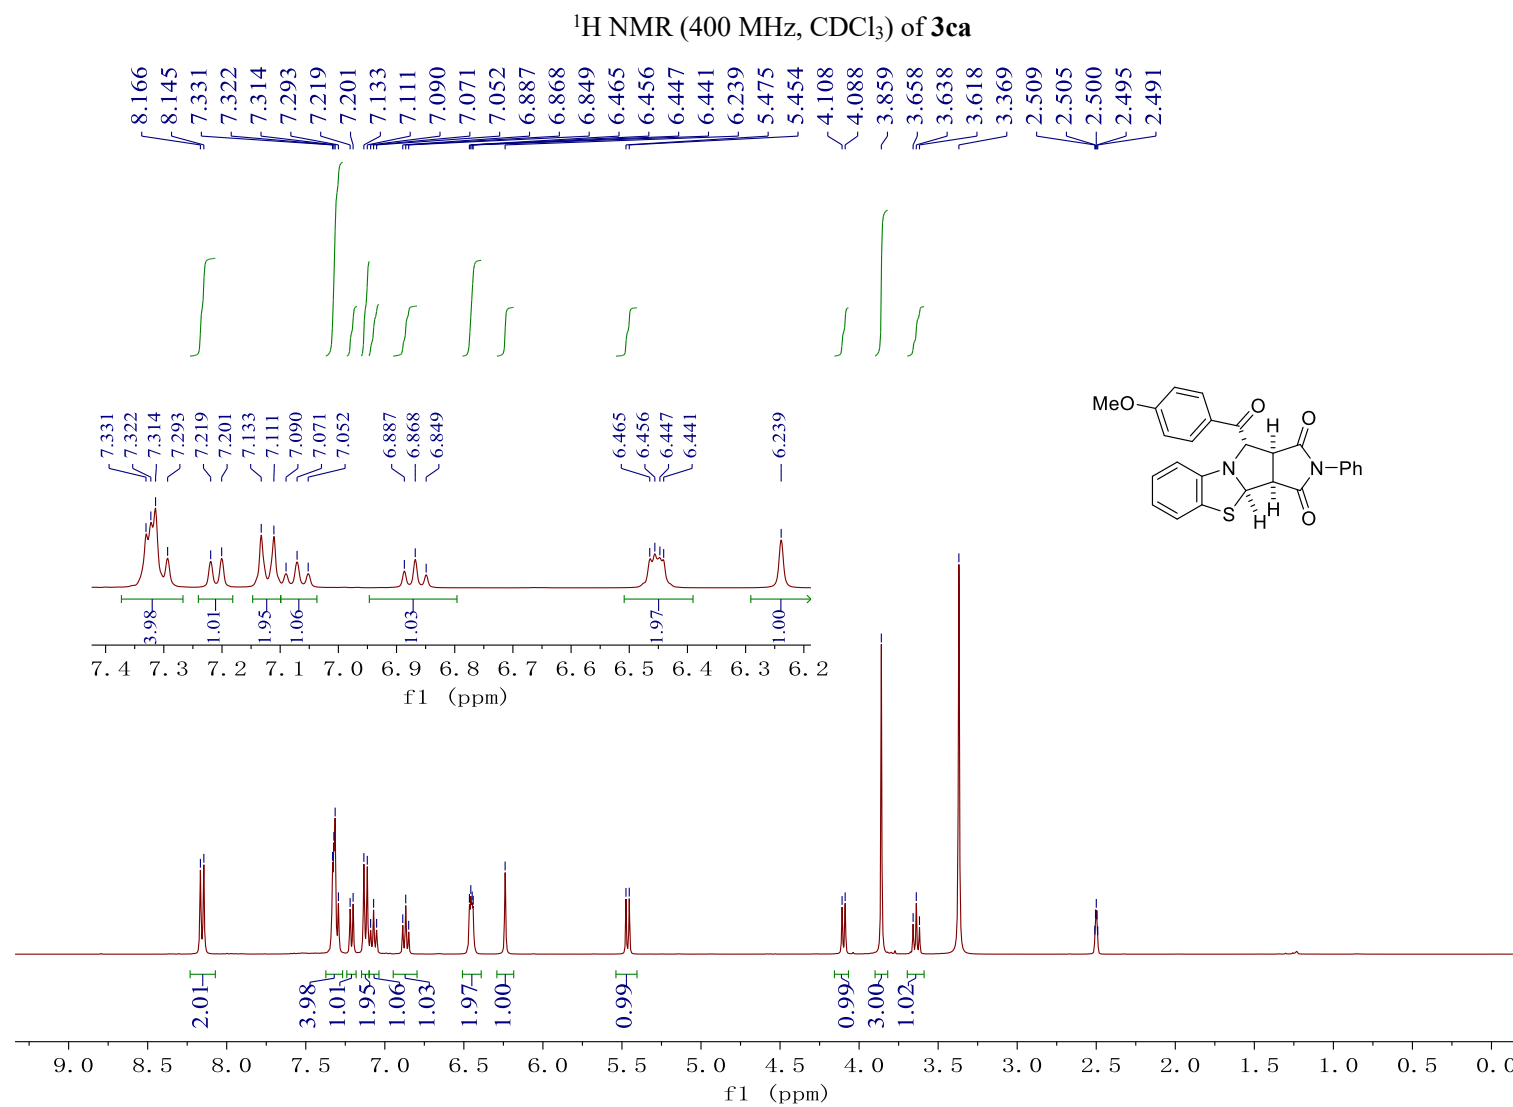 ¹H NMR (400 MHz, CDCl₃) of 3ca
8.166 8.145 7.331 7.322 7.314 7.293 7.219 7.201 7.133 7.111 7.090 7.071 7.052 6.887 6.868 6.849 6.465 6.456 6.447 6.441 6.239 5.475 5.454 4.108 4.088 3.859 3.658 3.638 3.618 3.369 2.509 2.505 2.500 2.495 2.491
7.331 7.322 7.314 7.293 7.219 7.201 7.133 7.111 7.090 7.071 7.052 6.887 6.868 6.849 6.465 6.456 6.447 6.441 6.239
MeO O H O
N N Ph
S H H O
3.98 1.01 1.95 1.06 1.03 1.97 1.00
7.4 7.3 7.2 7.1 7.0 6.9 6.8 6.7 6.6 6.5 6.4 6.3 6.2
f1 (ppm)
2.01 3.98 1.01 1.95 1.06 1.03 1.97 1.00 0.99 0.99 3.00 1.02
9.0 8.5 8.0 7.5 7.0 6.5 6.0 5.5 5.0 4.5 4.0 3.5 3.0 2.5 2.0 1.5 1.0 0.5 0.0
f1 (ppm)